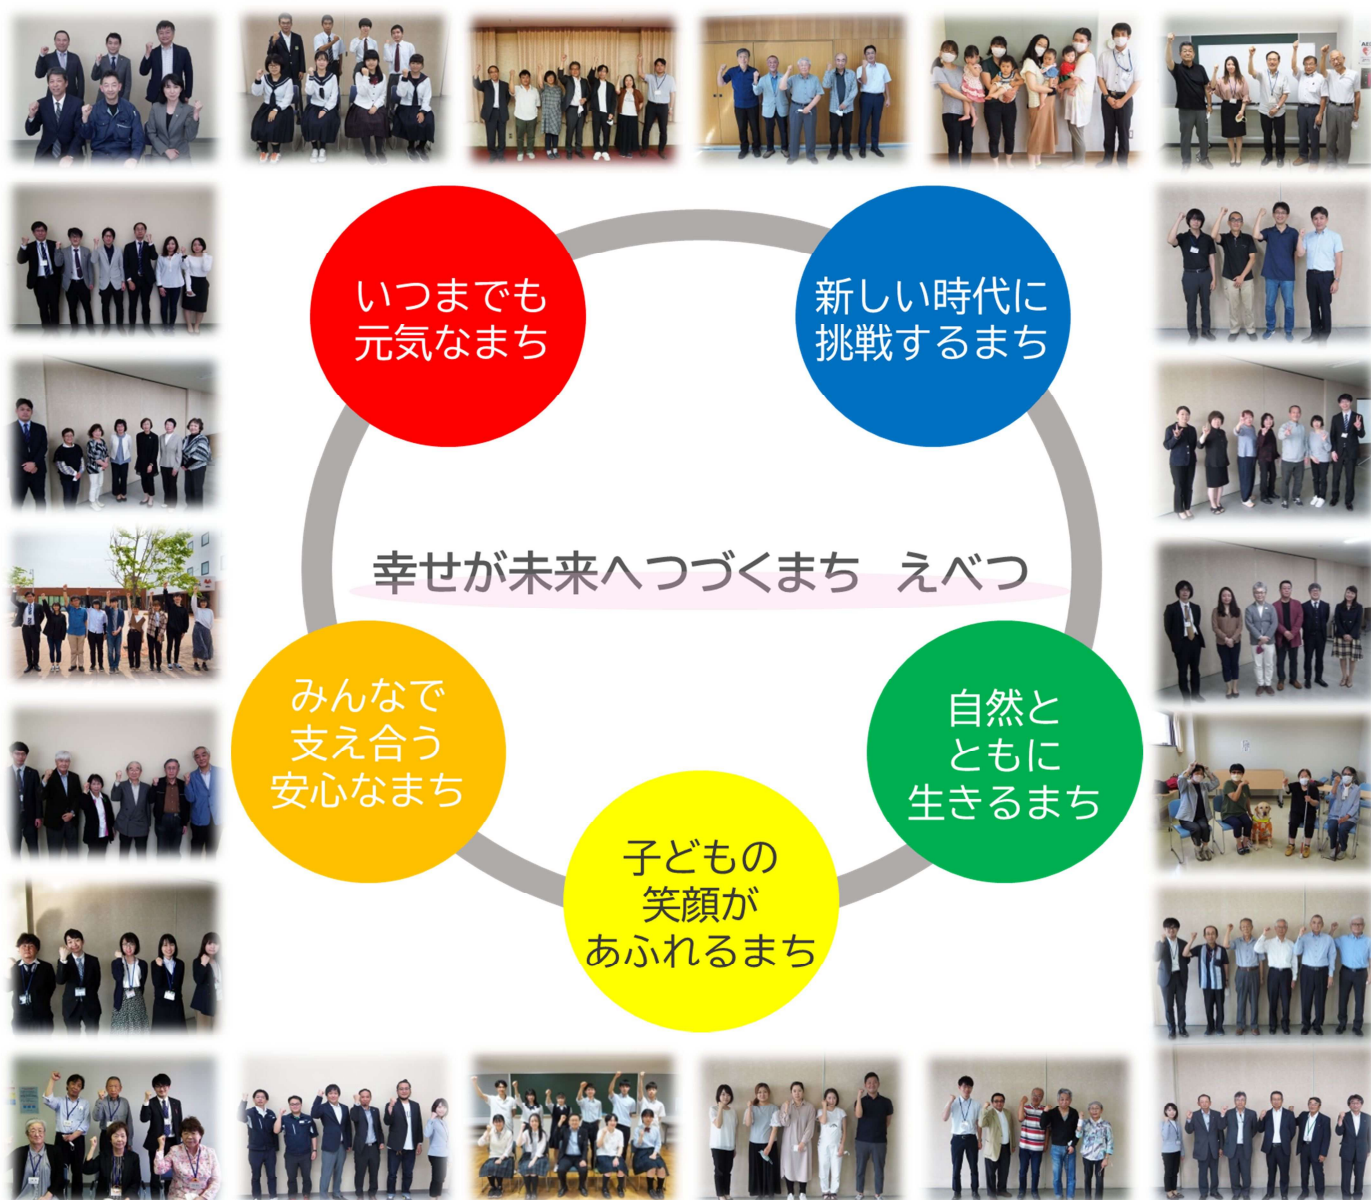 いつまでも
元気なまち
新しい時代に
挑戦するまち
幸せが未来へつづくまち　えべつ
みんなで
支え合う
安心なまち
自然と
ともに
生きるまち
子どもの
笑顔が
あふれるまち